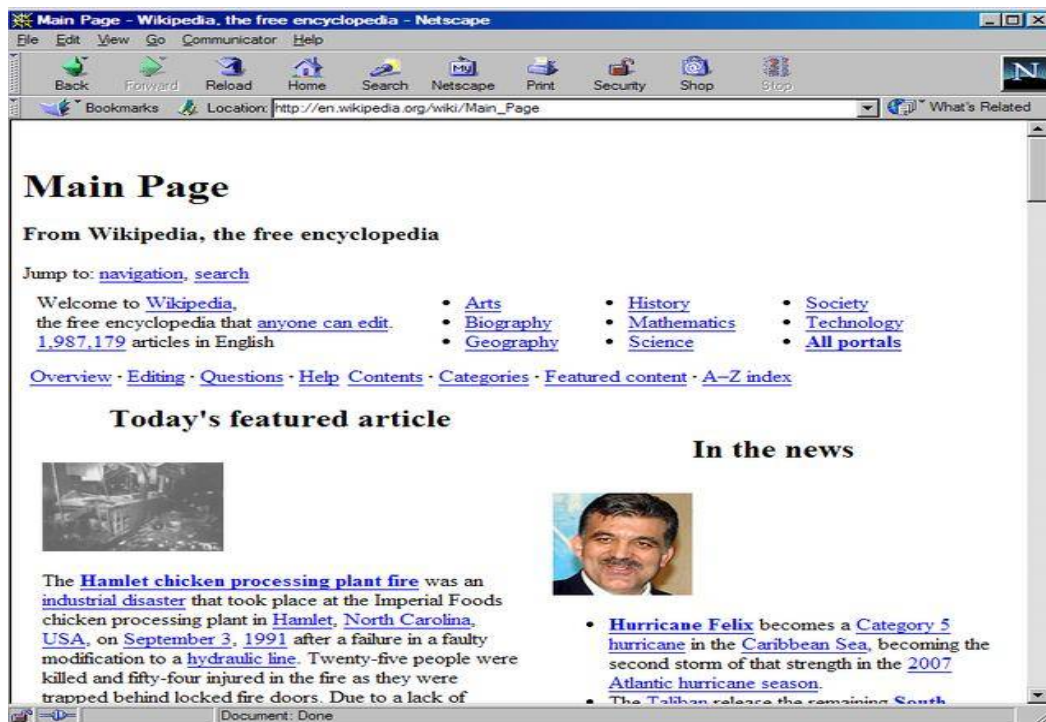 Main Page - Wikipedia, the free encyclopedia - Netscape
File Edit View Go Communicator Help
Back Forward Reload Home Search Netscape Print Security Shop Stop
My
N
Bookmarks Location: http://en.wikipedia.org/wiki/Main_Page What's Related
Main Page
From Wikipedia, the free encyclopedia
Jump to: navigation, search
Welcome to Wikipedia,
the free encyclopedia that anyone can edit.
1,987,179 articles in English
• Arts
• Biography
• Geography
• History
• Mathematics
• Science
• Society
• Technology
• All portals
Overview · Editing · Questions · Help Contents · Categories · Featured content · A–Z index
Today's featured article
The Hamlet chicken processing plant fire was an
industrial disaster that took place at the Imperial Foods
chicken processing plant in Hamlet, North Carolina,
USA, on September 3, 1991 after a failure in a faulty
modification to a hydraulic line. Twenty-five people were
killed and fifty-four injured in the fire as they were
trapped behind locked fire doors. Due to a lack of
In the news
• Hurricane Felix becomes a Category 5
hurricane in the Caribbean Sea, becoming the
second storm of that strength in the 2007
Atlantic hurricane season.
• The Taliban release the remaining South
Document: Done